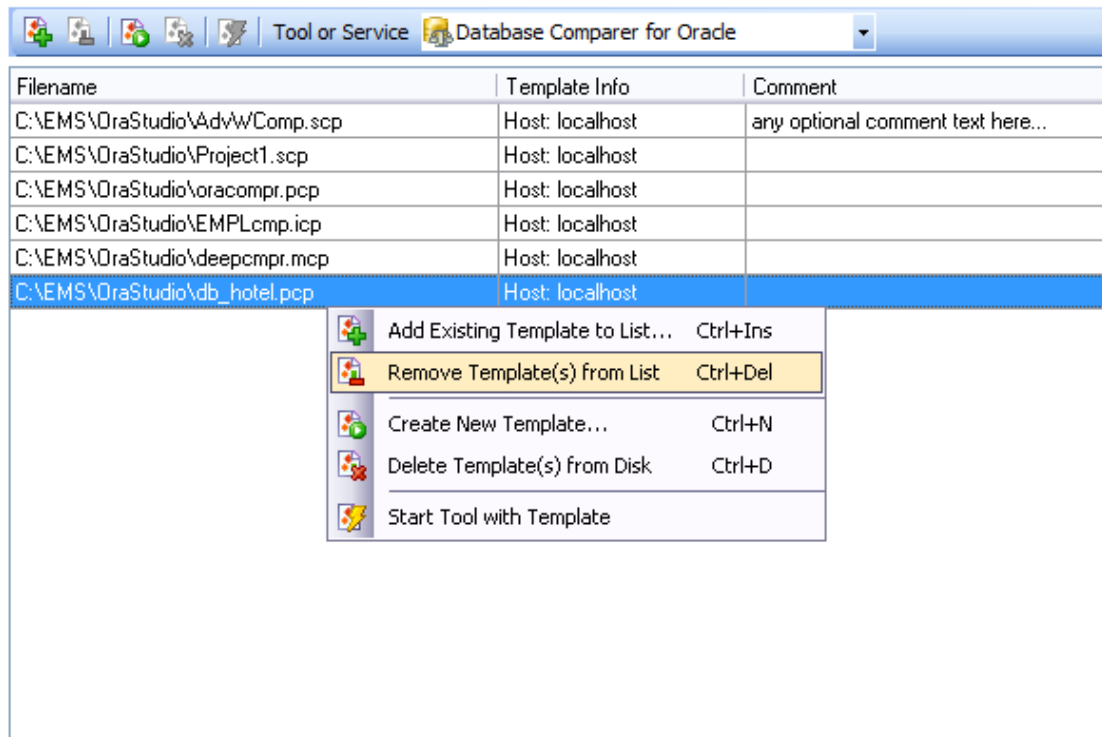 Tool or Service Database Comparer for Oracle
Filename Template Info Comment
C:\EMS\OraStudio\AdvWComp.scp Host: localhost any optional comment text here...
C:\EMS\OraStudio\Project1.scp Host: localhost
C:\EMS\OraStudio\oracompr.pcp Host: localhost
C:\EMS\OraStudio\EMPLcmp.icp Host: localhost
C:\EMS\OraStudio\deepcmpr.mcp Host: localhost
C:\EMS\OraStudio\db_hotel.pcp Host: localhost
Add Existing Template to List... Ctrl+Ins
Remove Template(s) from List Ctrl+Del
Create New Template... Ctrl+N
Delete Template(s) from Disk Ctrl+D
Start Tool with Template